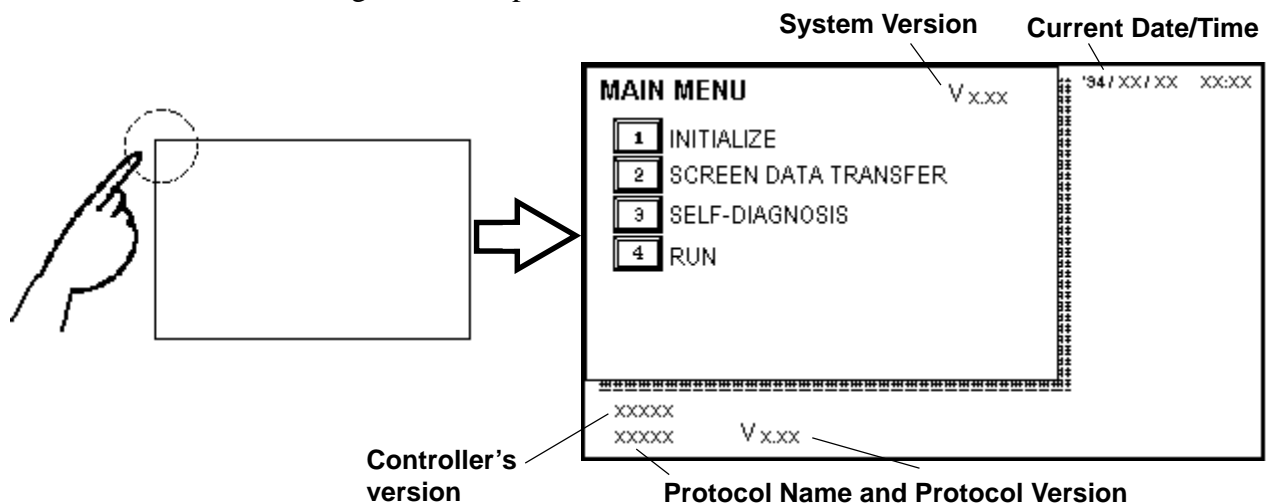 System Version Current Date/Time
MAIN MENU V x.xx '94/XX/XX XX:XX
1 INITIALIZE
2 SCREEN DATA TRANSFER
3 SELF-DIAGNOSIS
4 RUN
XXXXX
XXXXX V x.xx
Controller's
version
Protocol Name and Protocol Version